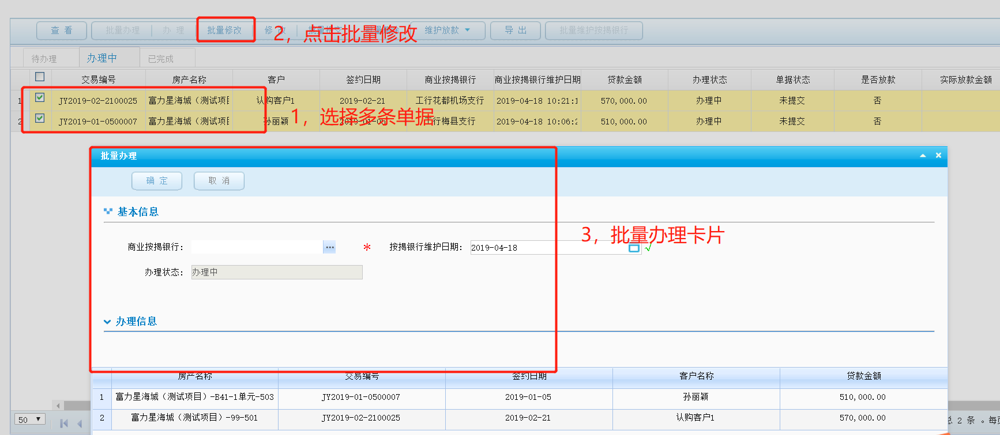 查 看 批量办理 办 理 批量修改 修 改 维护放款 导 出 批量维护按揭银行
2，点击批量修改
待办理 办理中 已完成
交易编号 房产名称 客户 签约日期 商业按揭银行 商业按揭银行维护日期 贷款金额 办理状态 单据状态 是否放款 实际放款金额
1 JY2019-02-2100025 富力星海城（测试项目 认购客户1 2019-02-21 工行花都机场支行 2019-04-18 10:21:1 570,000.00 办理中 未提交 否
2 JY2019-01-0500007 富力星海城（测试项目 孙丽颖 2019-01-05 工行梅县支行 2019-04-18 10:06:2 510,000.00 办理中 未提交 否
1，选择多条单据
批量办理
确 定 取 消
基本信息
3，批量办理卡片
商业按揭银行： * 按揭银行维护日期： 2019-04-18
办理状态： 办理中
办理信息
房产名称 交易编号 签约日期 客户名称 贷款金额
1 富力星海城（测试项目）-B41-1单元-503 JY2019-01-0500007 2019-01-05 孙丽颖 510,000.00
2 富力星海城（测试项目）-99-501 JY2019-02-2100025 2019-02-21 认购客户1 570,000.00
50 总 2 条 。每页